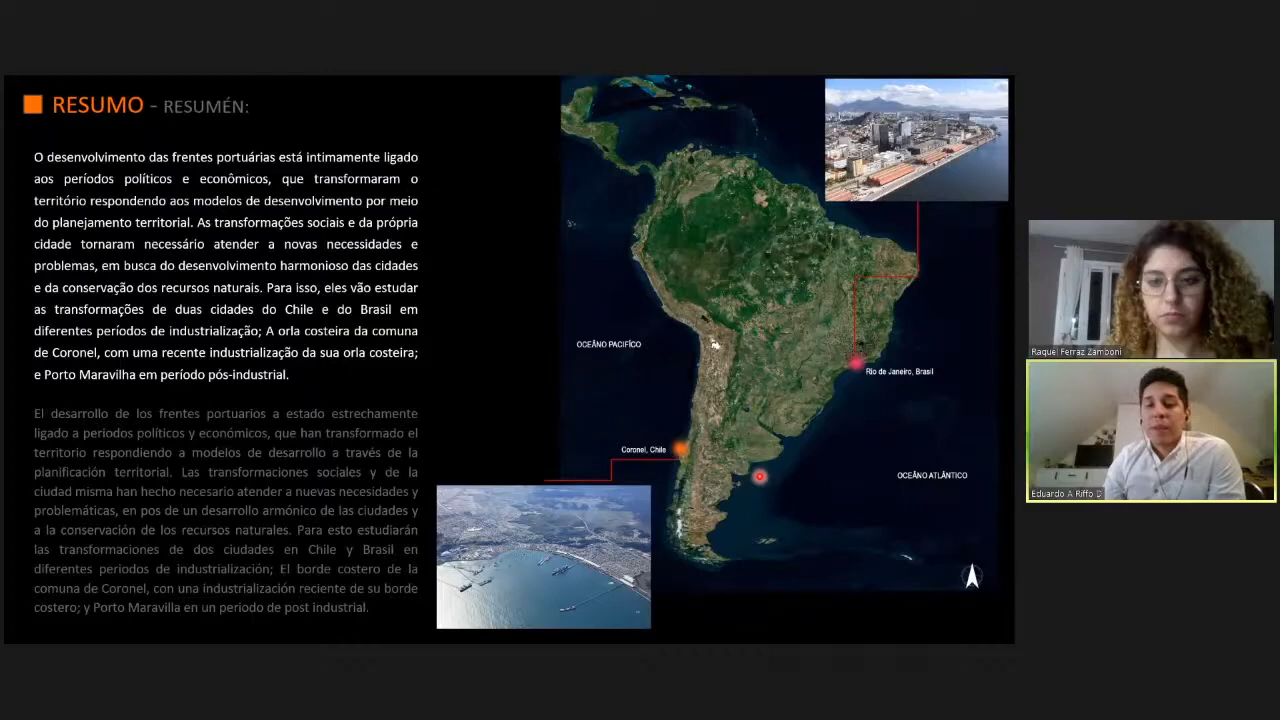 RESUMO - RESUMÉN:
O desenvolvimento das frentes portuárias está intimamente ligado
aos períodos políticos e econômicos, que transformaram o
território respondendo aos modelos de desenvolvimento por meio
do planejamento territorial. As transformações sociais e da própria
cidade tornaram necessário atender a novas necessidades e
problemas, em busca do desenvolvimento harmonioso das cidades
e da conservação dos recursos naturais. Para isso, eles vão estudar
as transformações de duas cidades do Chile e do Brasil em
diferentes períodos de industrialização; A orla costeira da comuna
de Coronel, com uma recente industrialização da sua orla costeira;
e Porto Maravilha em período pós-industrial.
El desarrollo de los frentes portuarios a estado estrechamente
ligado a periodos políticos y económicos, que han transformado el
territorio respondiendo a modelos de desarrollo a través de la
planificación territorial. Las transformaciones sociales y de la
ciudad misma han hecho necesario atender a nuevas necesidades y
problemáticas, en pos de un desarrollo armónico de las ciudades y
a la conservación de los recursos naturales. Para esto estudiarán
las transformaciones de dos ciudades en Chile y Brasil en
diferentes periodos de industrialización; El borde costero de la
comuna de Coronel, con una industrialización reciente de su borde
costero; y Porto Maravilla en un periodo de post industrial.
OCEÃNO PACIFÍCO
Rio de Janeiro, Brasil
Coronel, Chile
OCEÃNO ATLÂNTICO
Raquel Ferraz Zamboni
Eduardo A Riffo D